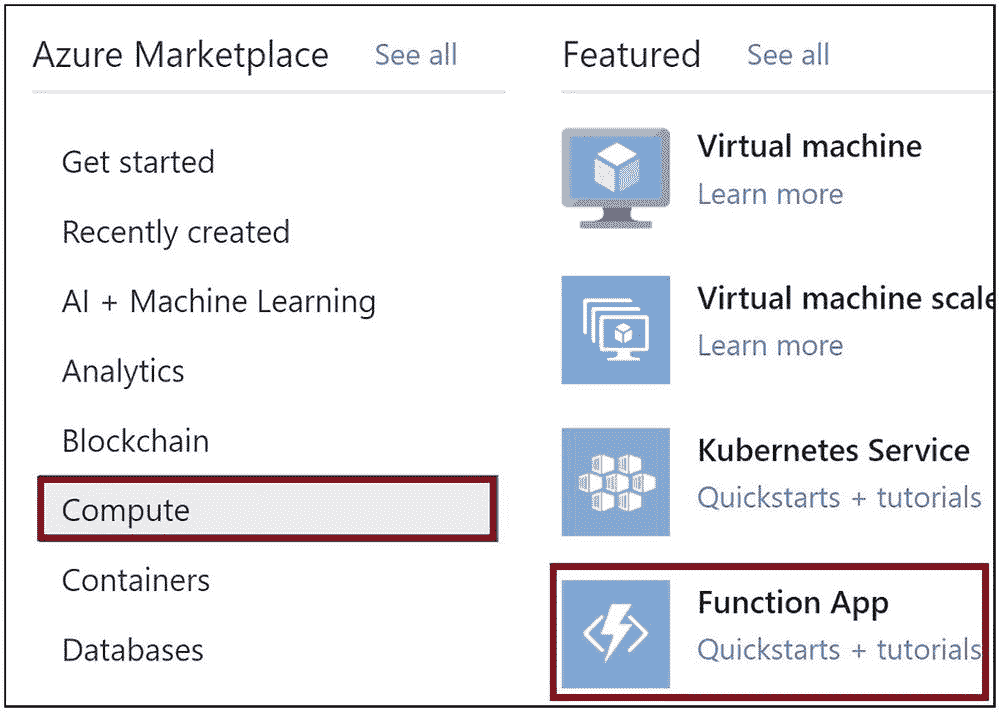 Azure Marketplace See all
Get started
Recently created
AI + Machine Learning
Analytics
Blockchain
Compute
Containers
Databases
Featured See all
Virtual machine
Learn more
Virtual machine scale
Learn more
Kubernetes Service
Quickstarts + tutorials
Function App
Quickstarts + tutorials